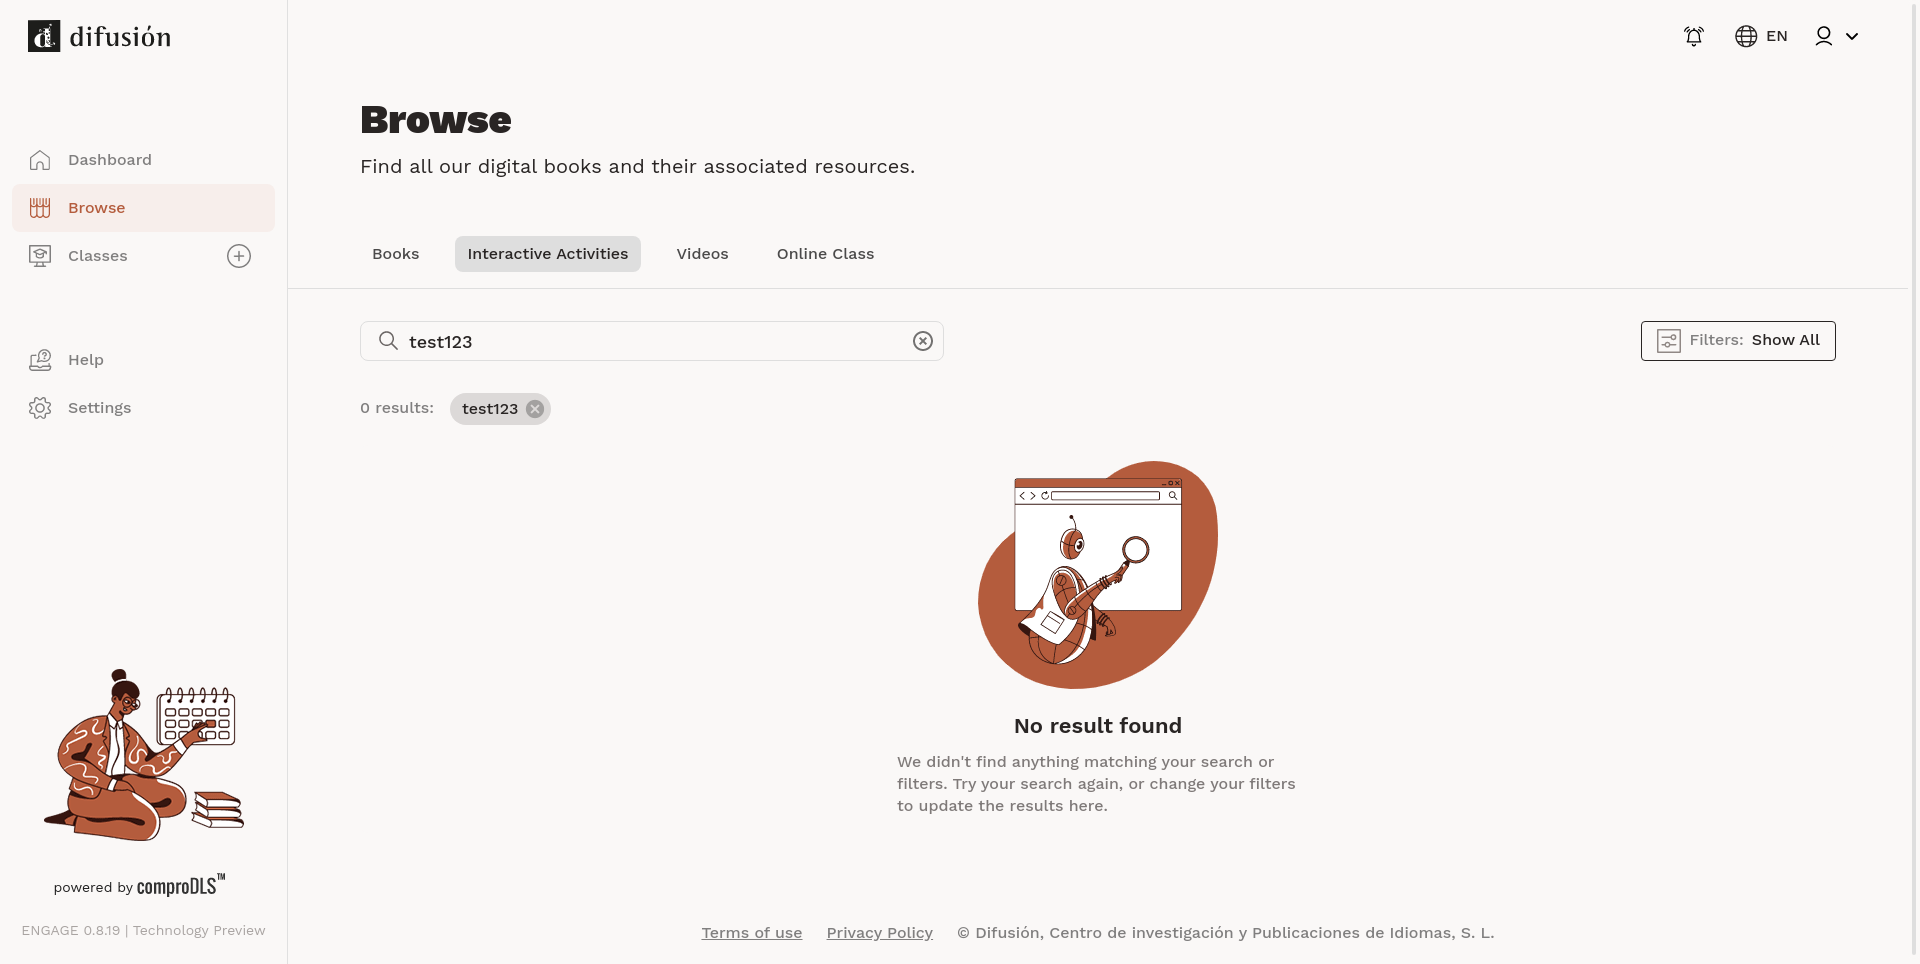 difusión
EN
Browse
Find all our digital books and their associated resources.
Dashboard
Browse
Classes
Help
Settings
Books
Interactive Activities
Videos
Online Class
test123
Filters: Show All
0 results:
test123
No result found
We didn't find anything matching your search or
filters. Try your search again, or change your filters
to update the results here.
powered by comproDLS™
ENGAGE 0.8.19 | Technology Preview
Terms of use
Privacy Policy
© Difusión, Centro de investigación y Publicaciones de Idiomas, S. L.